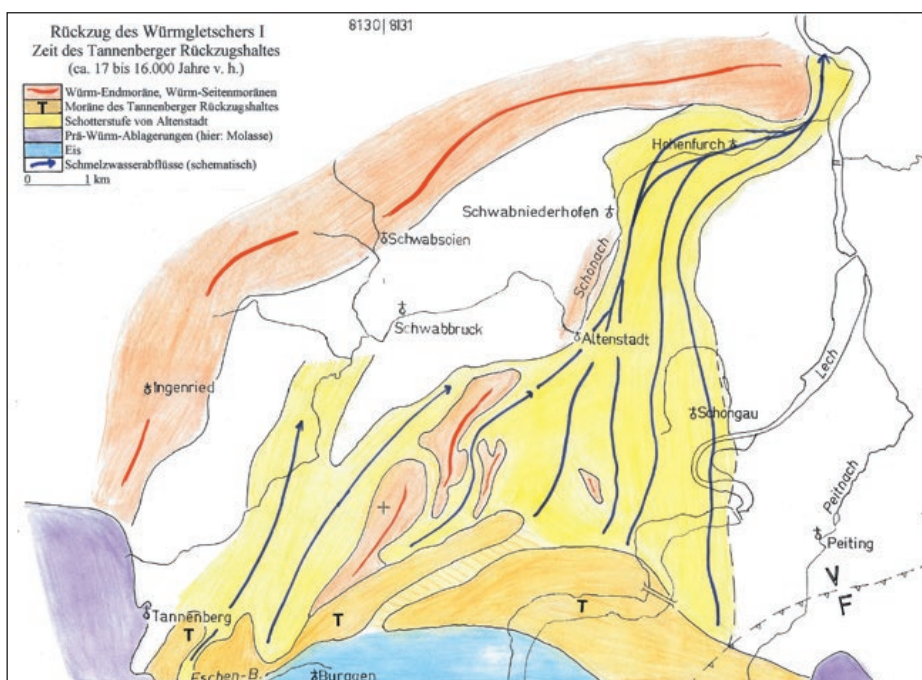 Rückzug des Würmgletschers I
Zeit des Tannenberger Rückzugshaltes
(ca. 17 bis 16.000 Jahre v. h.)
Würm-Endmoräne, Würm-Seitenmoränen
T Moräne des Tannenberger Rückzugshaltes
Schotterstufe von Altenstadt
Prä-Würm-Ablagerungen (hier: Molasse)
Eis
Schmelzwasserabflüsse (schematisch)
0 1 km
8130|8131
Hohenfurch
Schwabniederhofen
Schwabsoien
Schönach
Schwabbruck
Altenstadt
Lech
Ingenried
Schongau
Peitnach
Peiting
V
F
Tannenberg
T
T
T
Eschen-B.
Burggen